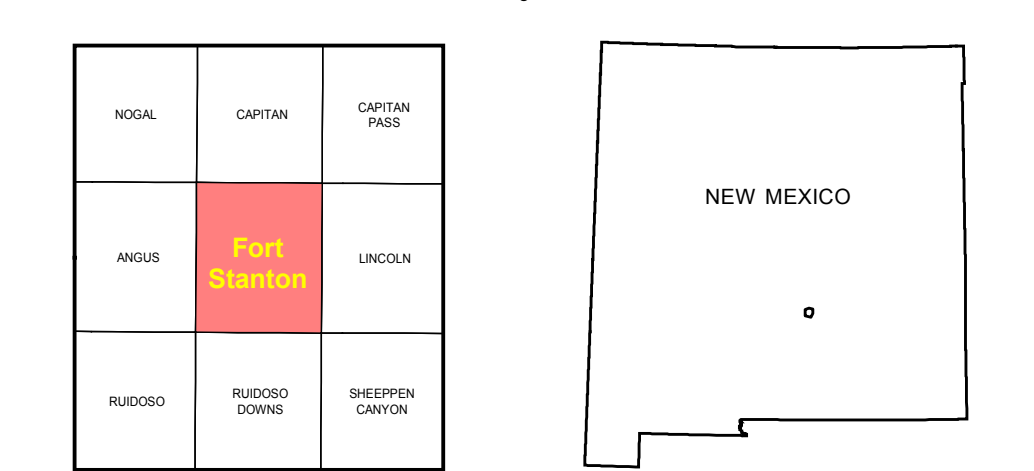 NOGAL
CAPITAN
CAPITAN
PASS
ANGUS
Fort
Stanton
LINCOLN
RUIDOSO
RUIDOSO
DOWNS
SHEEPPEN
CANYON
NEW MEXICO